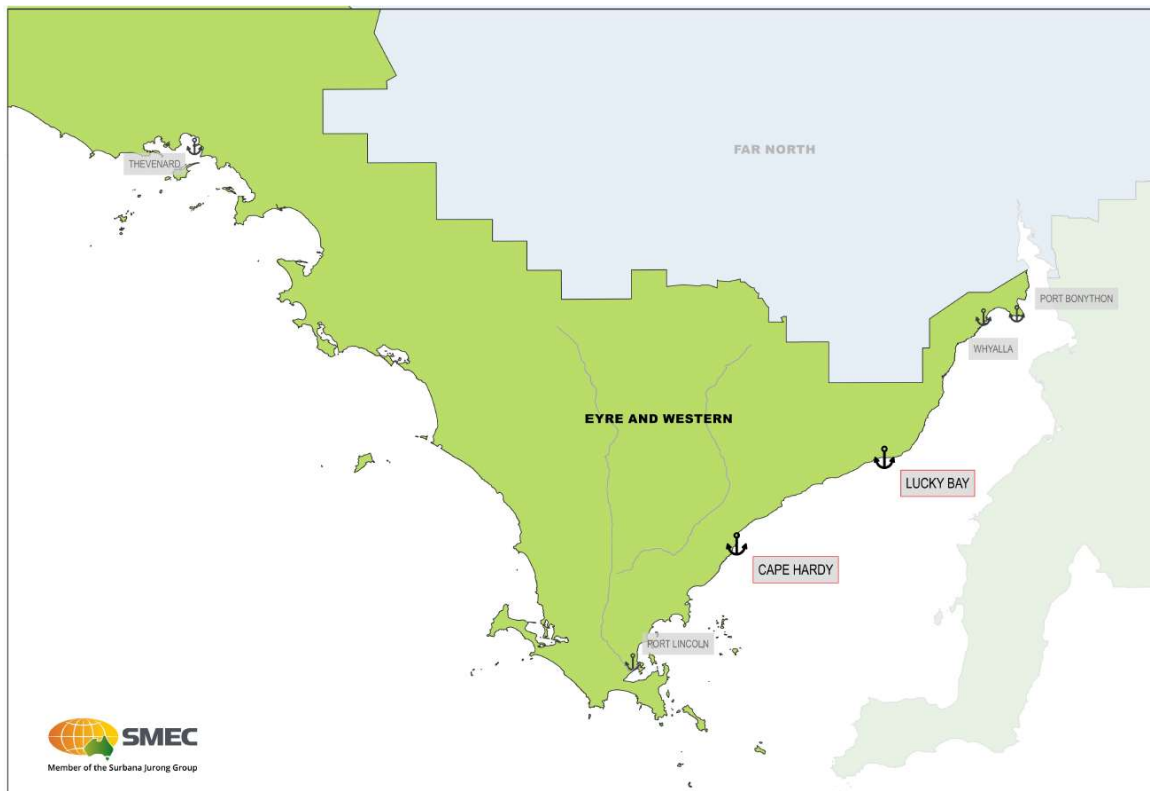 FAR NORTH
THEVENARD
PORT BONYTHON
WHYALLA
EYRE AND WESTERN
LUCKY BAY
CAPE HARDY
PORT LINCOLN
SMEC
Member of the Surbana Jurong Group